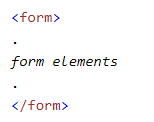 <form>
.
form elements
.
</form>